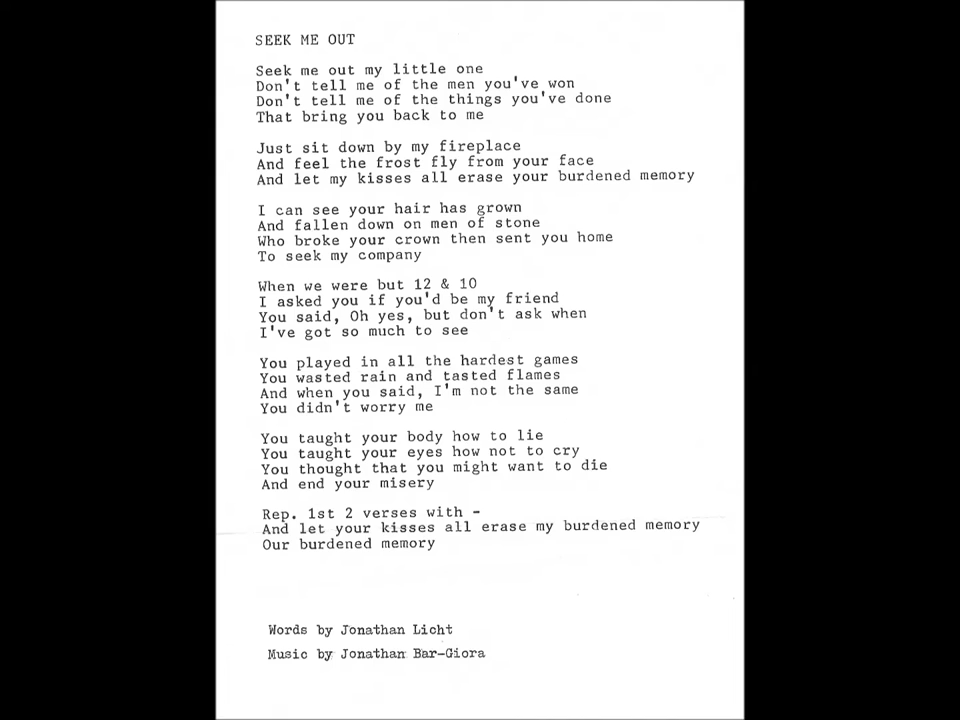 SEEK ME OUT
Seek me out my little one
Don't tell me of the men you've won
Don't tell me of the things you've done
That bring you back to me
Just sit down by my fireplace
And feel the frost fly from your face
And let my kisses all erase your burdened memory
I can see your hair has grown
And fallen down on men of stone
Who broke your crown then sent you home
To seek my company
When we were but 12 & 10
I asked you if you'd be my friend
You said, Oh yes, but don't ask when
I've got so much to see
You played in all the hardest games
You wasted rain and tasted flames
And when you said, I'm not the same
You didn't worry me
You taught your body how to lie
You taught your eyes how not to cry
You thought that you might want to die
And end your misery
Rep. 1st 2 verses with -
And let your kisses all erase my burdened memory
Our burdened memory
Words by Jonathan Licht
Music by Jonathan Bar-Giora